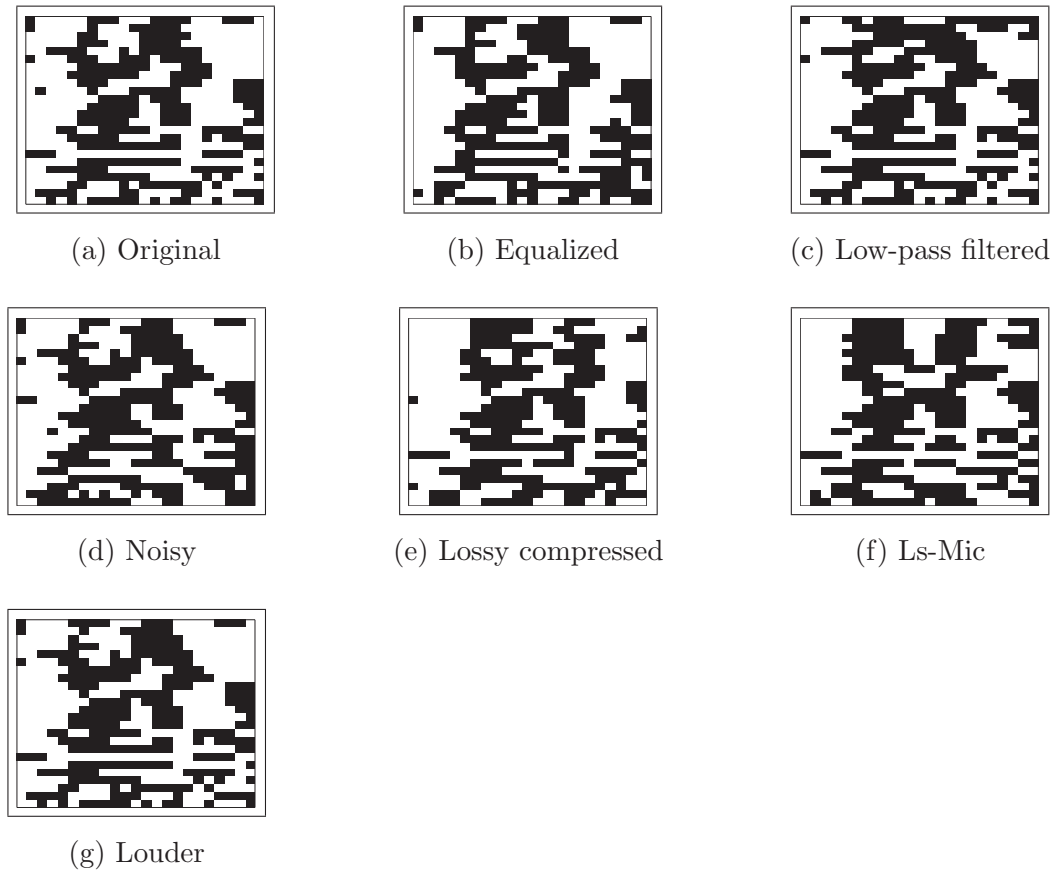 (a) Original
(b) Equalized
(c) Low-pass filtered
(d) Noisy
(e) Lossy compressed
(f) Ls-Mic
(g) Louder